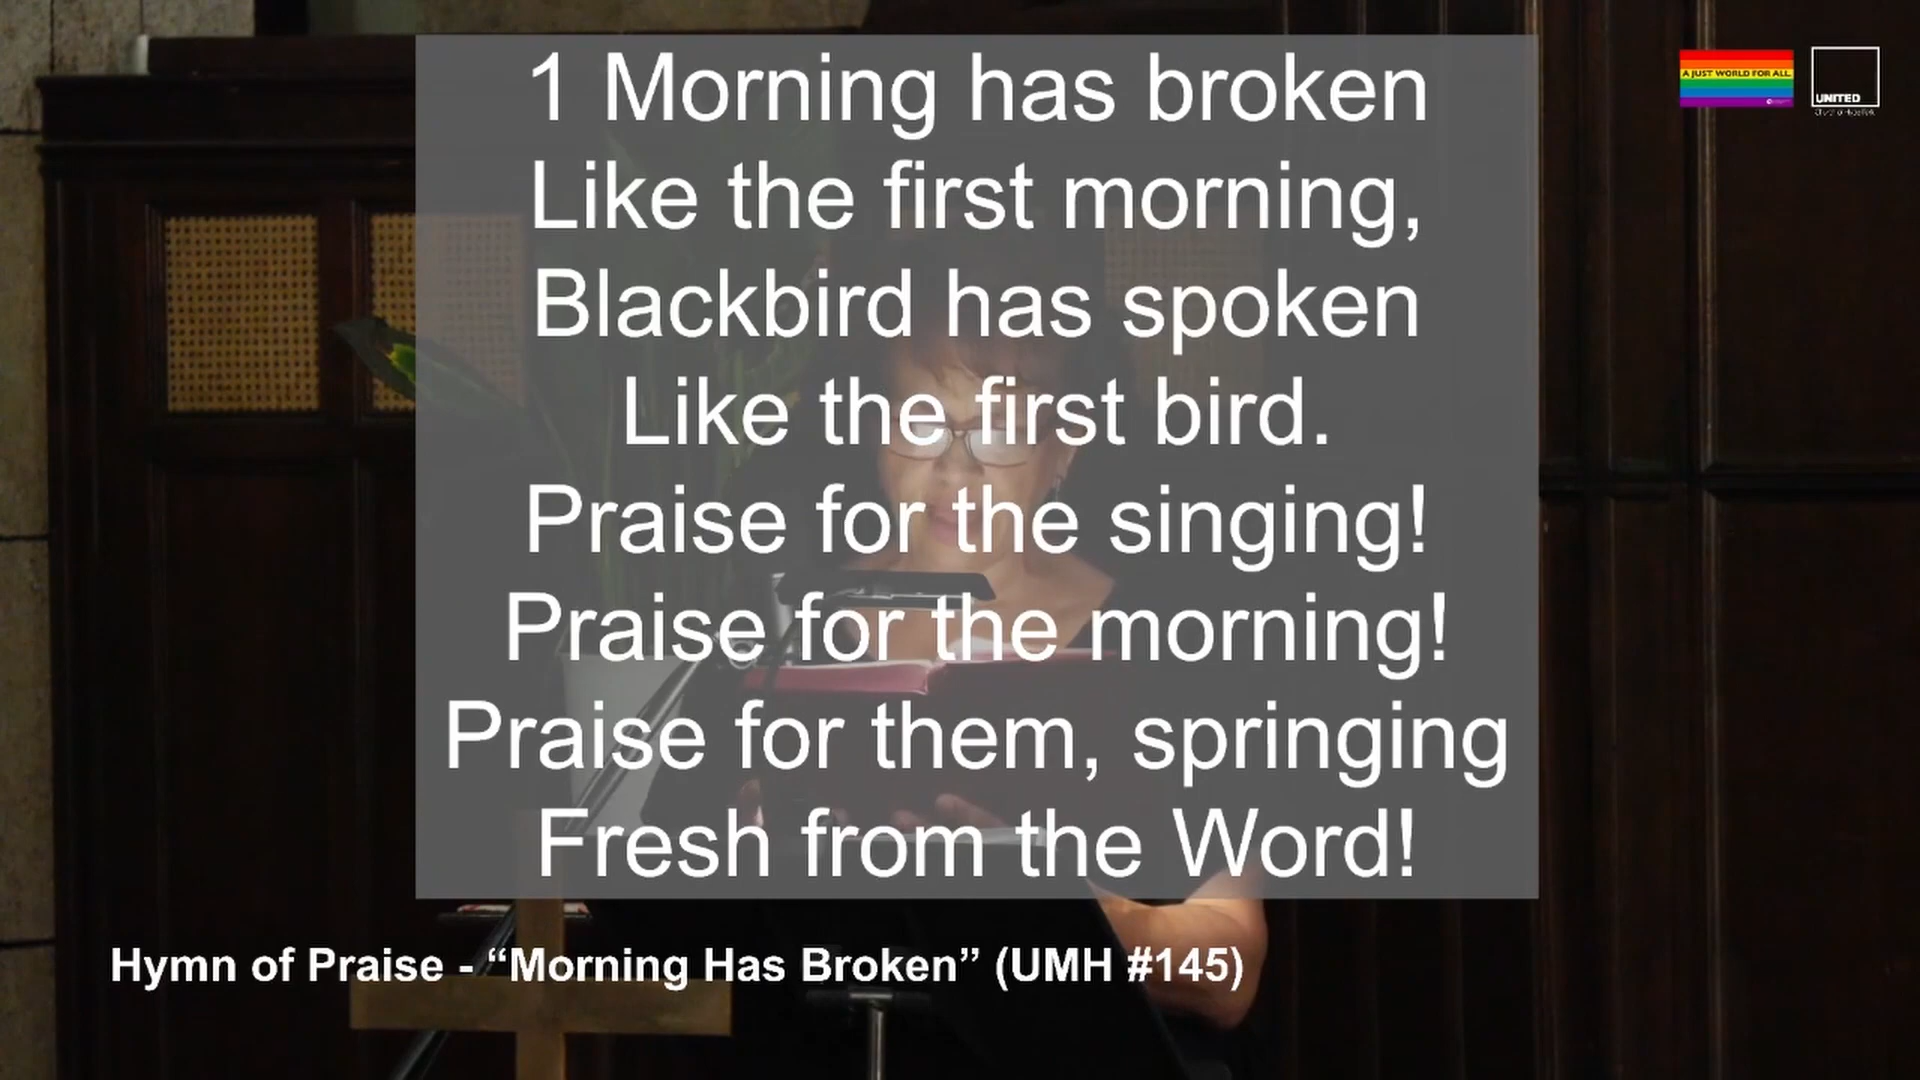 1 Morning has broken
Like the first morning,
Blackbird has spoken
Like the first bird.
Praise for the singing!
Praise for the morning!
Praise for them, springing
Fresh from the Word!
Hymn of Praise - “Morning Has Broken” (UMH #145)
A JUST WORLD FOR ALL
UNITED